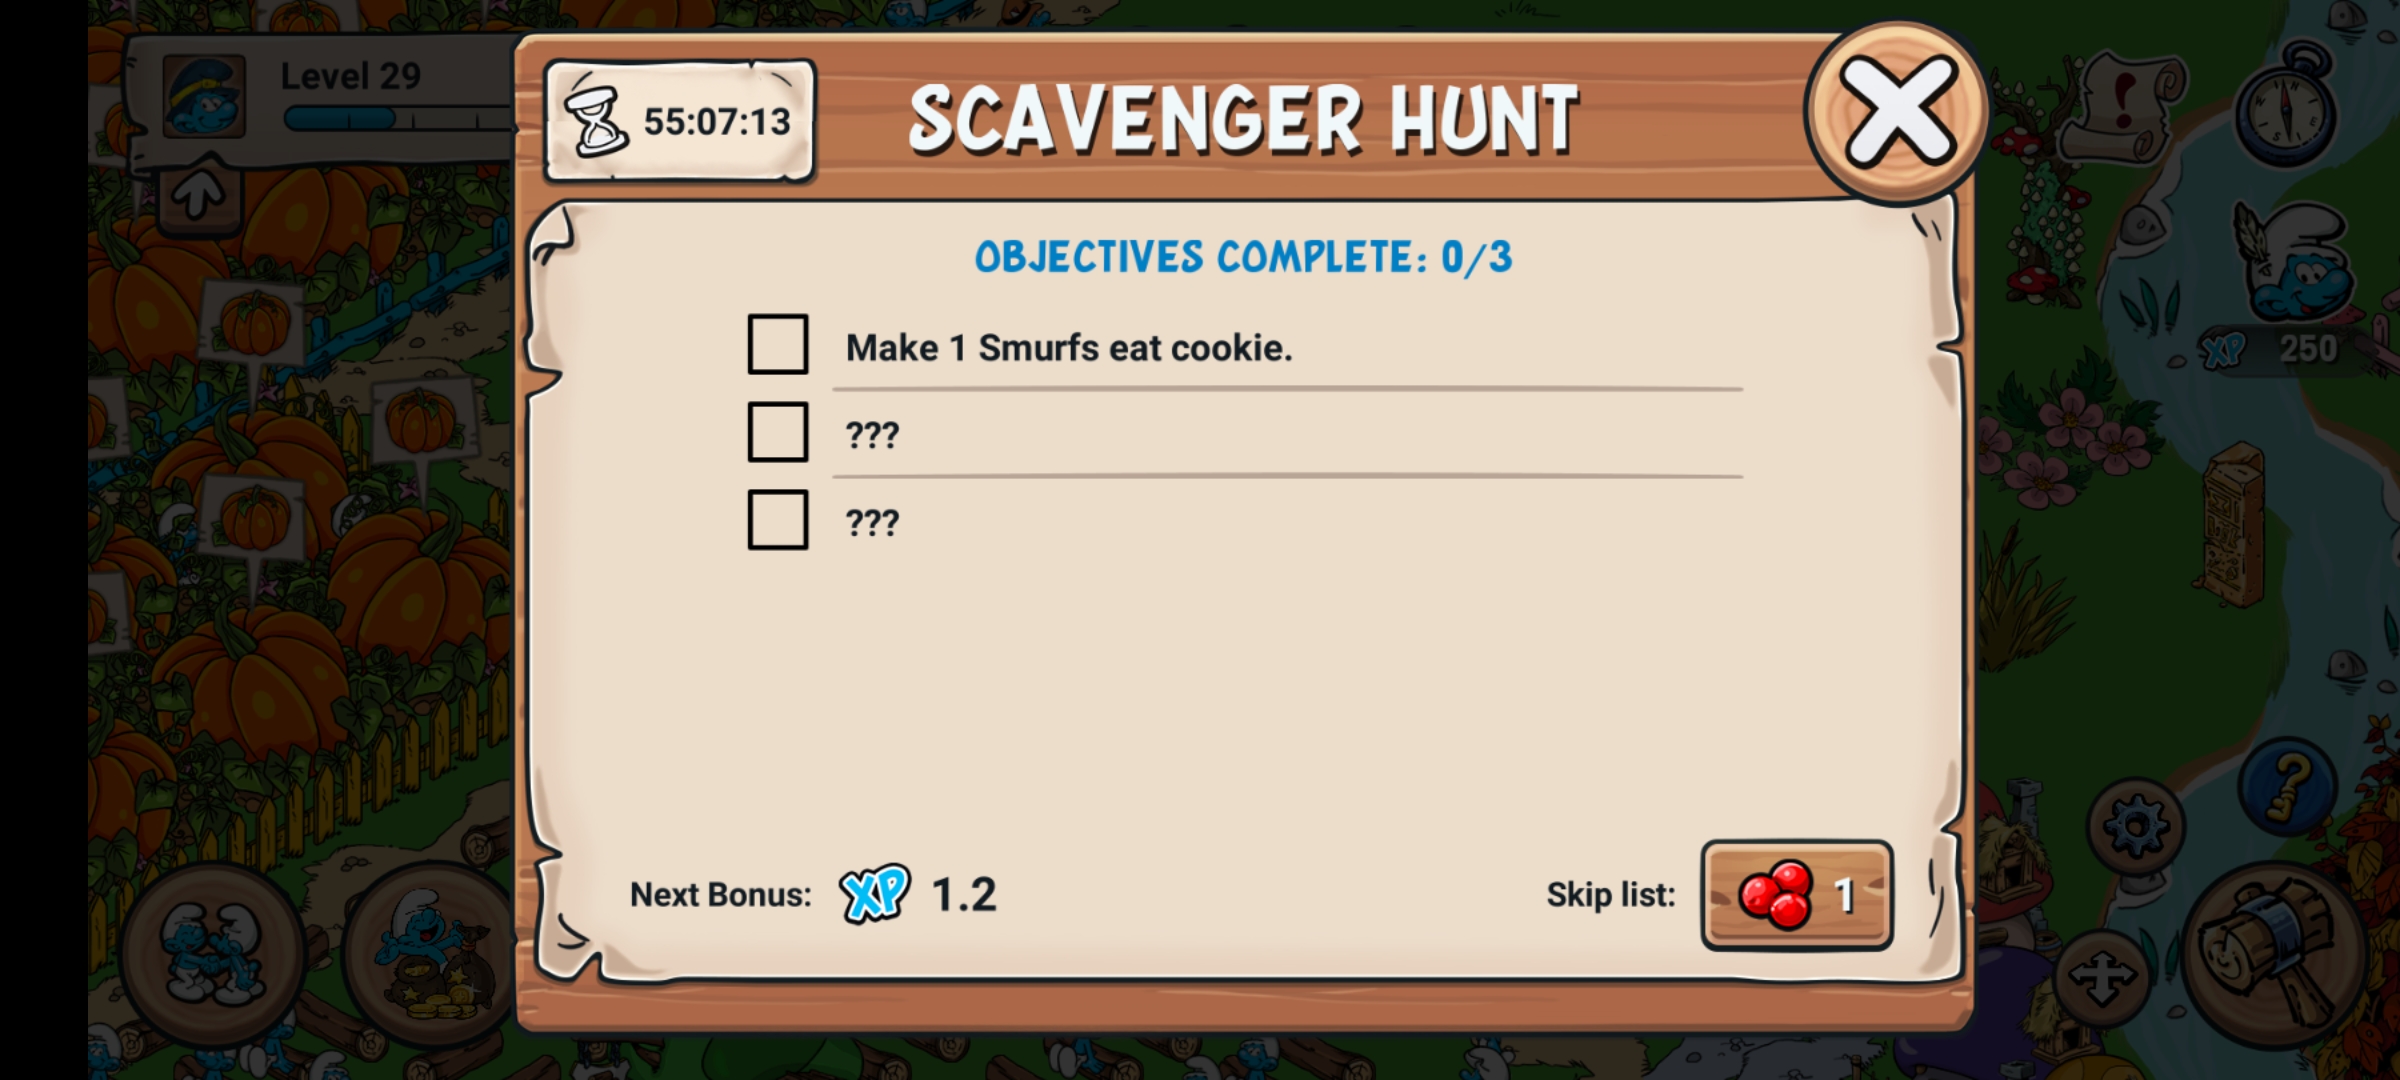 Level 29
55:07:13
SCAVENGER HUNT
OBJECTIVES COMPLETE: 0/3
Make 1 Smurfs eat cookie.
???
???
XP 250
Next Bonus: XP 1.2
Skip list: 1